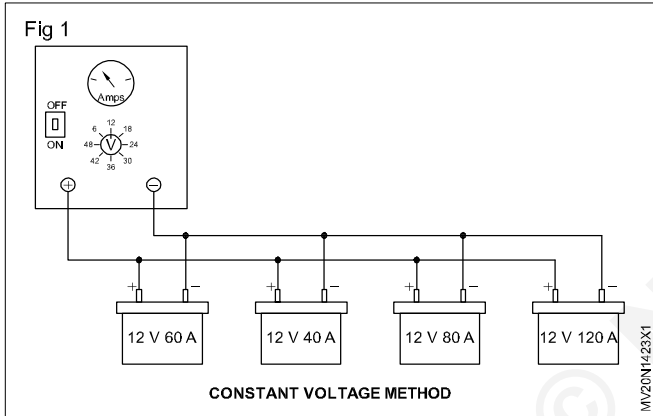 Fig 1
Amps
OFF
ON
6 12 18
48 V 24
42 36 30
+ −
+ − + − + − + −
12 V 60 A 12 V 40 A 12 V 80 A 12 V 120 A
CONSTANT VOLTAGE METHOD
MV20N1423X1
©